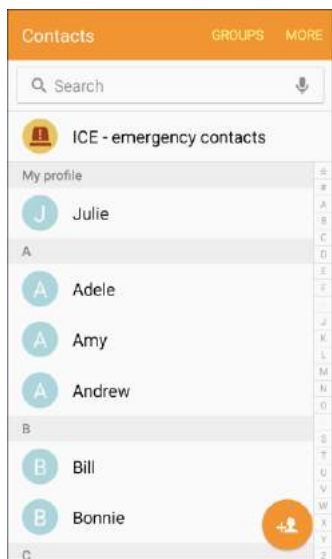 Contacts GROUPS MORE
Search
ICE - emergency contacts
My profile
J Julie
A
A Adele
A Amy
A Andrew
B
B Bill
B Bonnie
C
#
A
B
C
D
E
F
J
K
L
M
N
O
S
T
U
V
W
X
Y
Z